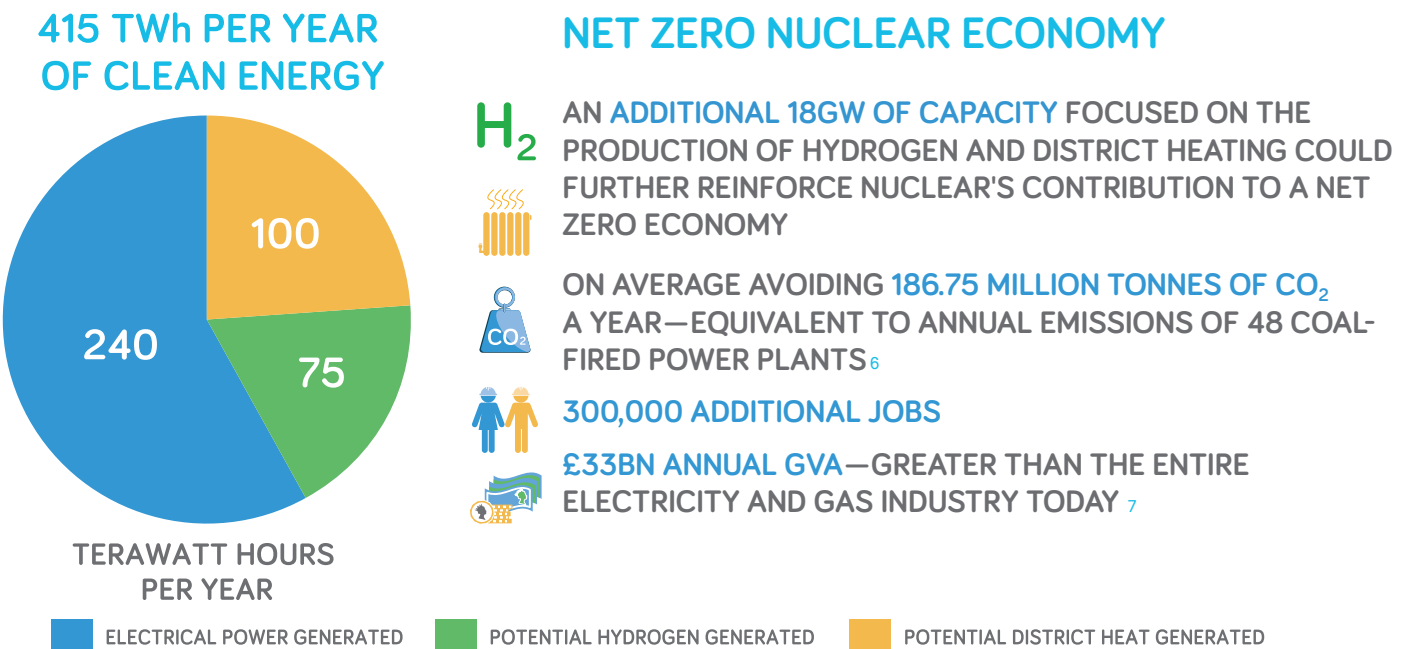 415 TWh PER YEAR
OF CLEAN ENERGY
100
240
75
TERAWATT HOURS
PER YEAR
NET ZERO NUCLEAR ECONOMY
H₂
AN ADDITIONAL 18GW OF CAPACITY FOCUSED ON THE
PRODUCTION OF HYDROGEN AND DISTRICT HEATING COULD
FURTHER REINFORCE NUCLEAR'S CONTRIBUTION TO A NET
ZERO ECONOMY
CO₂
ON AVERAGE AVOIDING 186.75 MILLION TONNES OF CO₂
A YEAR—EQUIVALENT TO ANNUAL EMISSIONS OF 48 COAL-
FIRED POWER PLANTS 6
300,000 ADDITIONAL JOBS
£33BN ANNUAL GVA—GREATER THAN THE ENTIRE
ELECTRICITY AND GAS INDUSTRY TODAY 7
ELECTRICAL POWER GENERATED
POTENTIAL HYDROGEN GENERATED
POTENTIAL DISTRICT HEAT GENERATED